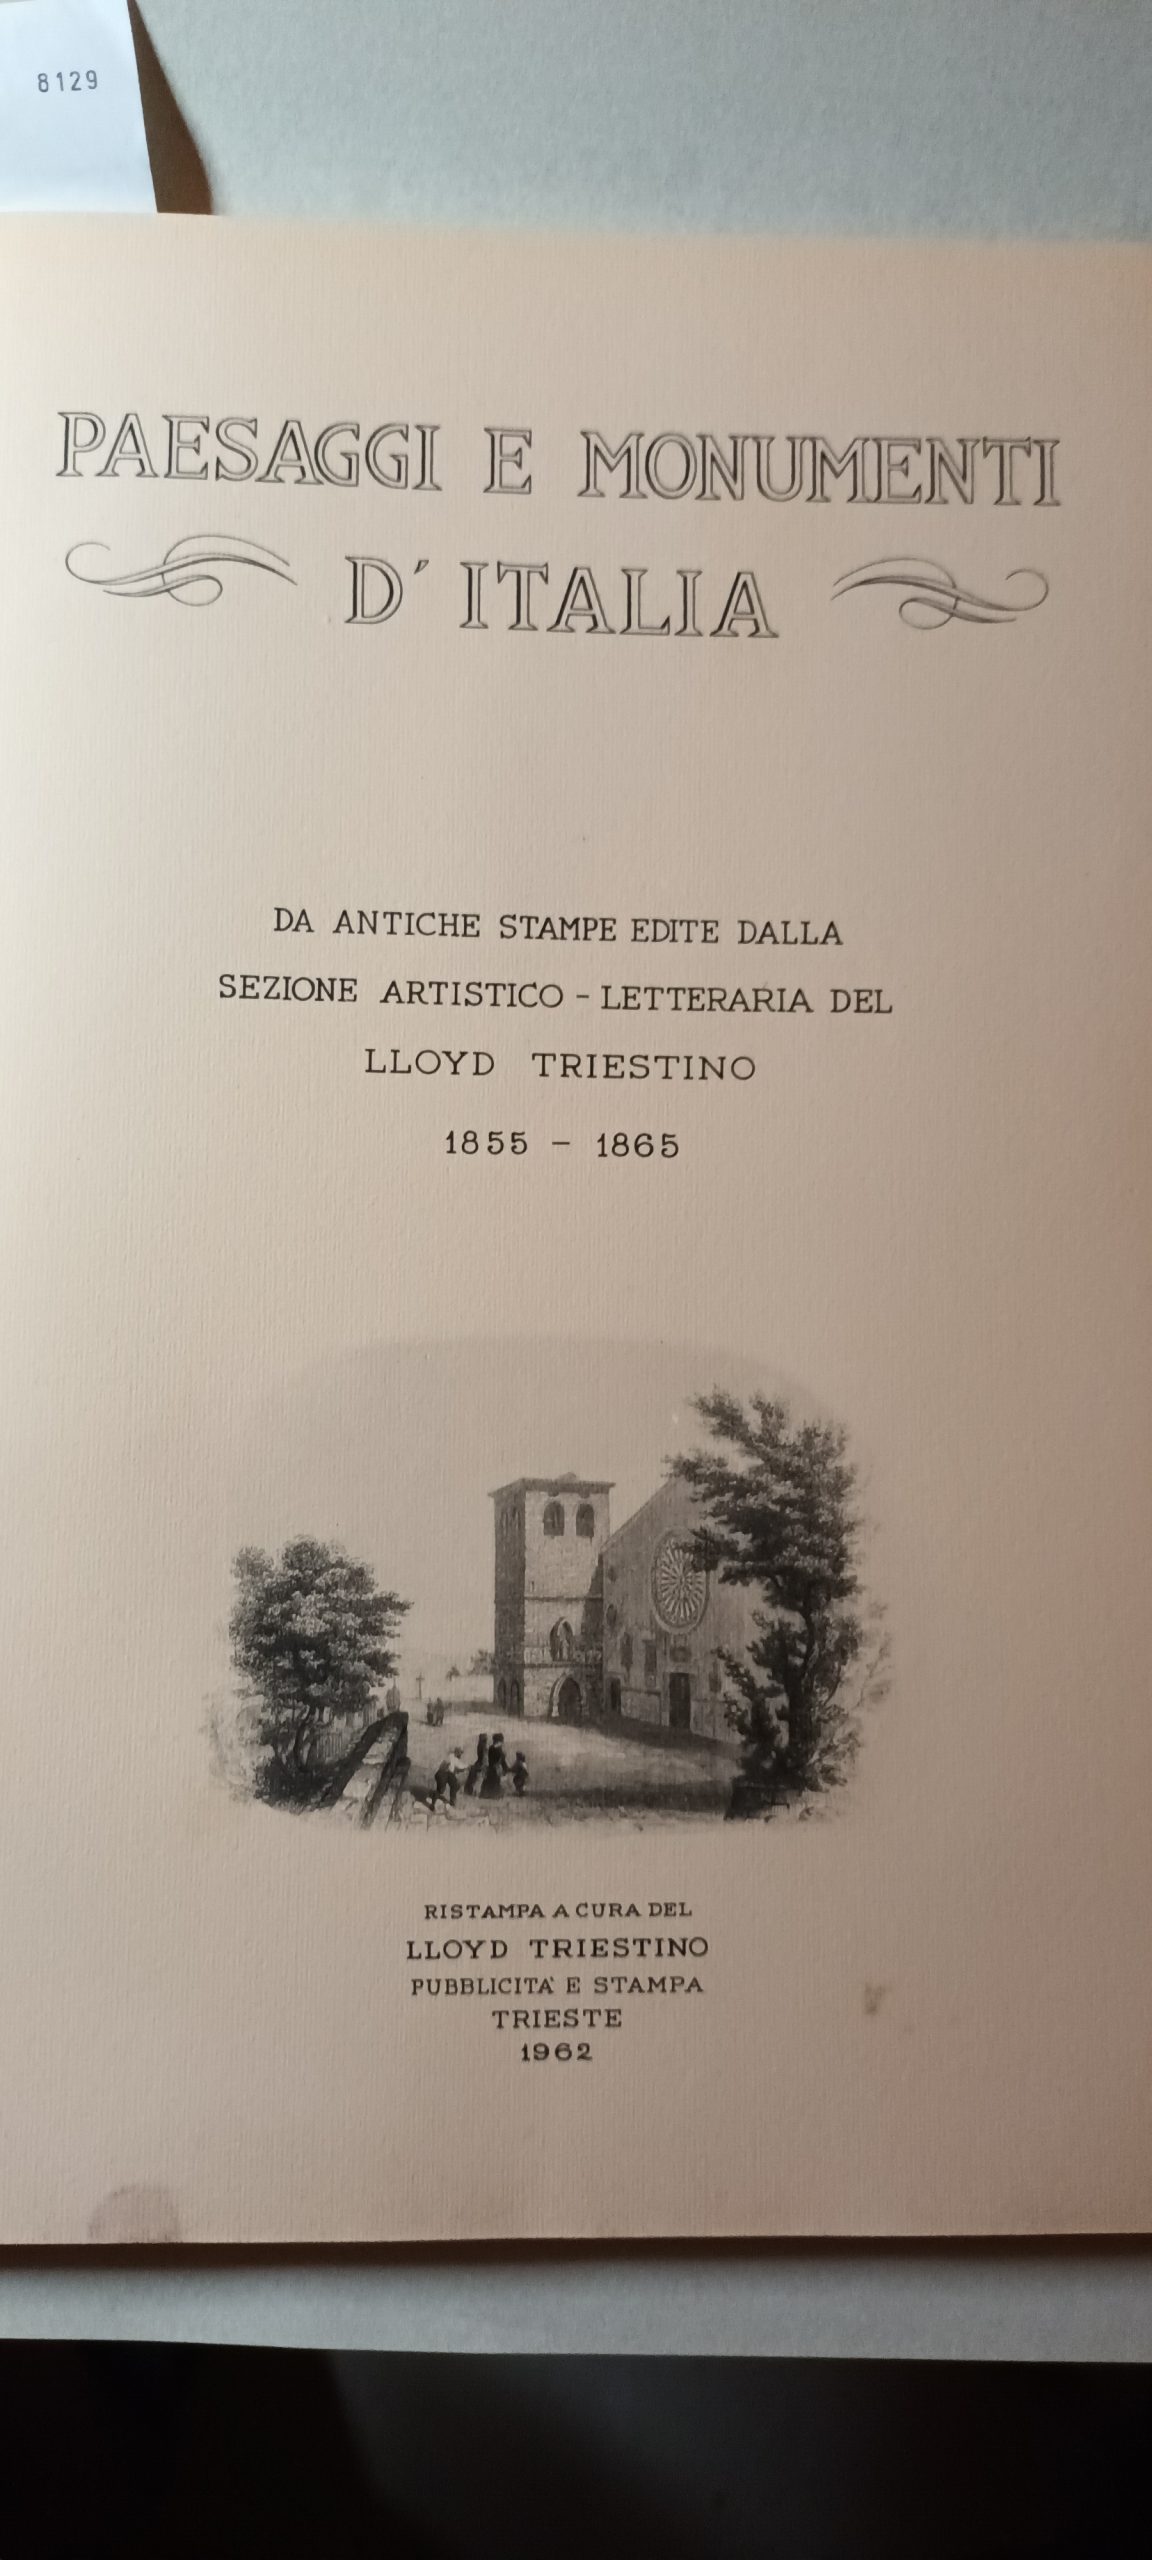 8129
PAESAGGI E MONUMENTI
D'ITALIA
DA ANTICHE STAMPE EDITE DALLA
SEZIONE ARTISTICO - LETTERARIA DEL
LLOYD TRIESTINO
1855 - 1865
RISTAMPA A CURA DEL
LLOYD TRIESTINO
PUBBLICITA' E STAMPA
TRIESTE
1962